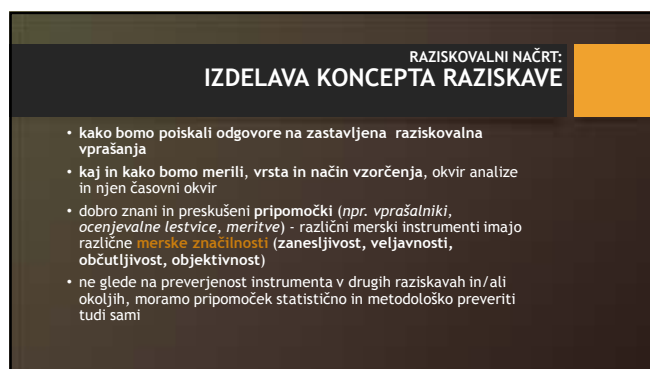 RAZISKOVALNI NAČRT:
IZDELAVA KONCEPTA RAZISKAVE
• kako bomo poiskali odgovore na zastavljena raziskovalna
vprašanja
• kaj in kako bomo merili, vrsta in način vzorčenja, okvir analize
in njen časovni okvir
• dobro znani in preskušeni pripomočki (npr. vprašalniki,
ocenjevalne lestvice, meritve) - različni merski instrumenti imajo
različne merske značilnosti (zanesljivost, veljavnosti,
občutljivost, objektivnost)
• ne glede na preverjenost instrumenta v drugih raziskavah in/ali
okoljih, moramo pripomoček statistično in metodološko preveriti
tudi sami